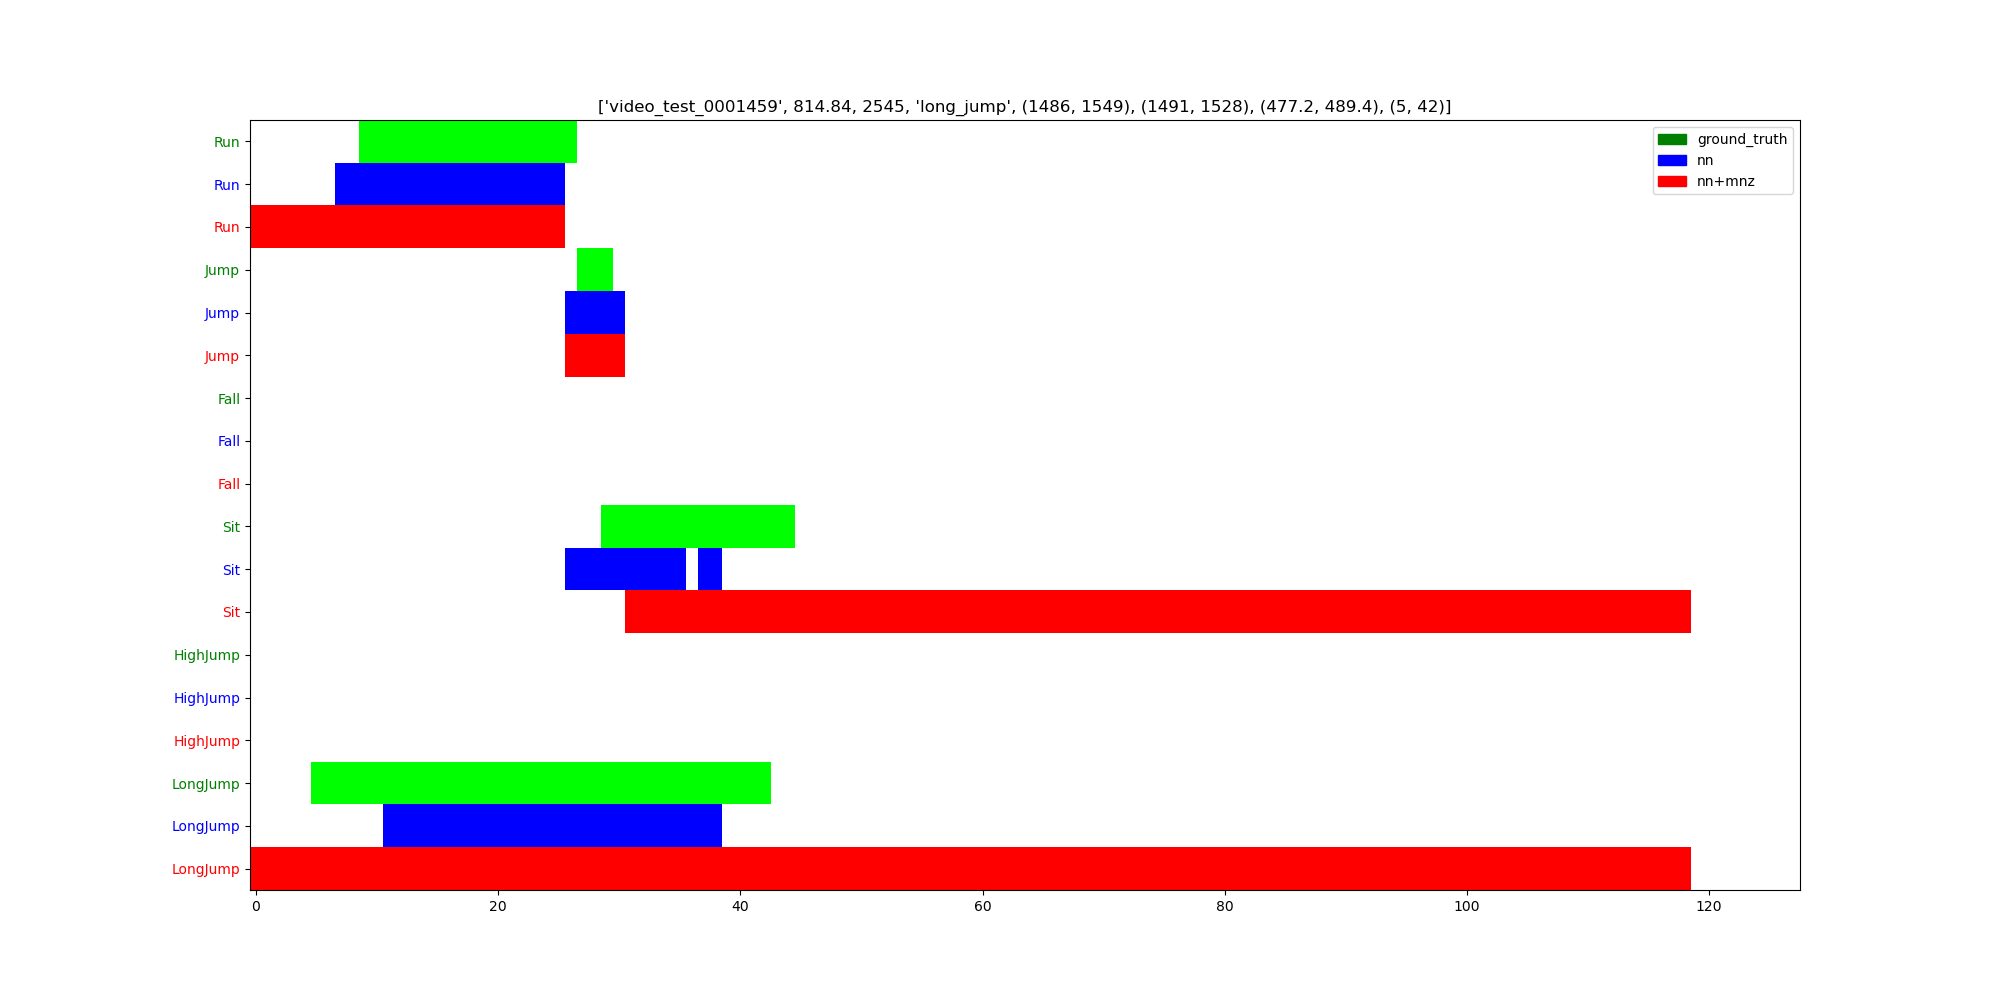 ['video_test_0001459', 814.84, 2545, 'long_jump', (1486, 1549), (1491, 1528), (477.2, 489.4), (5, 42)]
ground_truth
nn
nn+mnz
Run
Run
Run
Jump
Jump
Jump
Fall
Fall
Fall
Sit
Sit
Sit
HighJump
HighJump
HighJump
LongJump
LongJump
LongJump
0 20 40 60 80 100 120